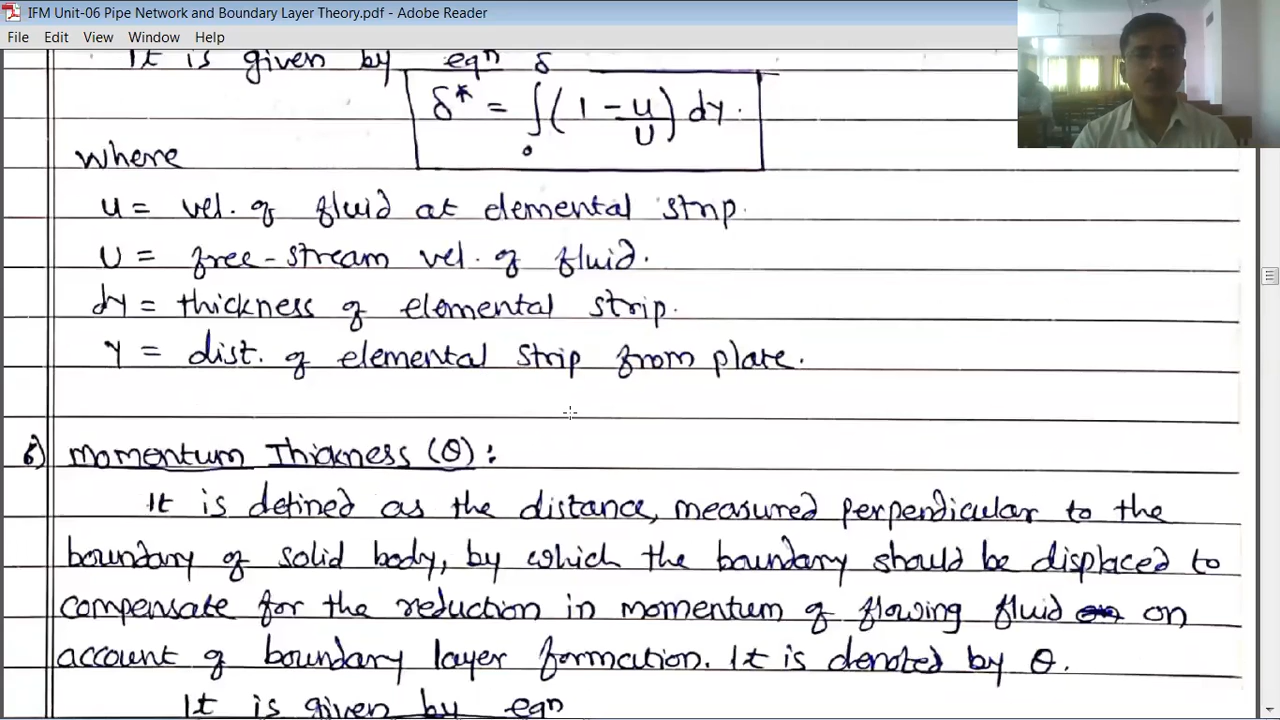 IFM Unit-06 Pipe Network and Boundary Layer Theory.pdf - Adobe Reader
File Edit View Window Help
It is given by eqn
δ* = ∫₀^δ (1 - u/U) dy.
where
u = vel. of fluid at elemental strip.
U = free-stream vel. of fluid.
dy = thickness of elemental strip.
y = dist. of elemental strip from plate.
6) Momentum Thickness (θ):
It is defined as the distance, measured perpendicular to the
boundary of solid body, by which the boundary should be displaced to
compensate for the reduction in momentum of flowing fluid on
account of boundary layer formation. It is denoted by θ.
It is given by eqn